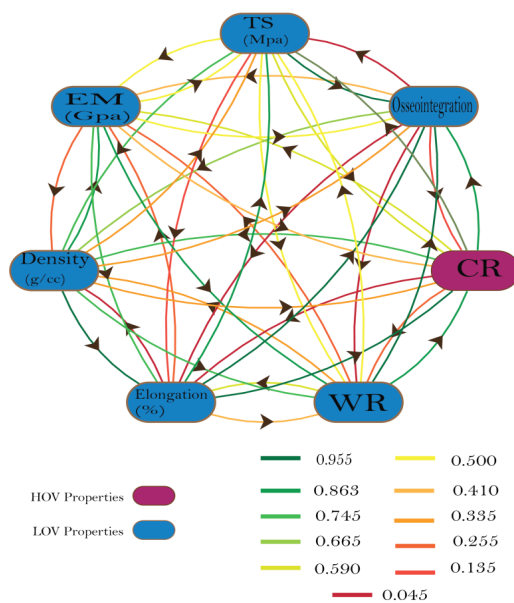 TS
(Mpa)
EM
(Gpa)
Osseointegration
Density
(g/cc)
CR
Elongation
(%)
WR
HOV Properties
LOV Properties
0.955
0.863
0.745
0.665
0.590
0.500
0.410
0.335
0.255
0.135
0.045